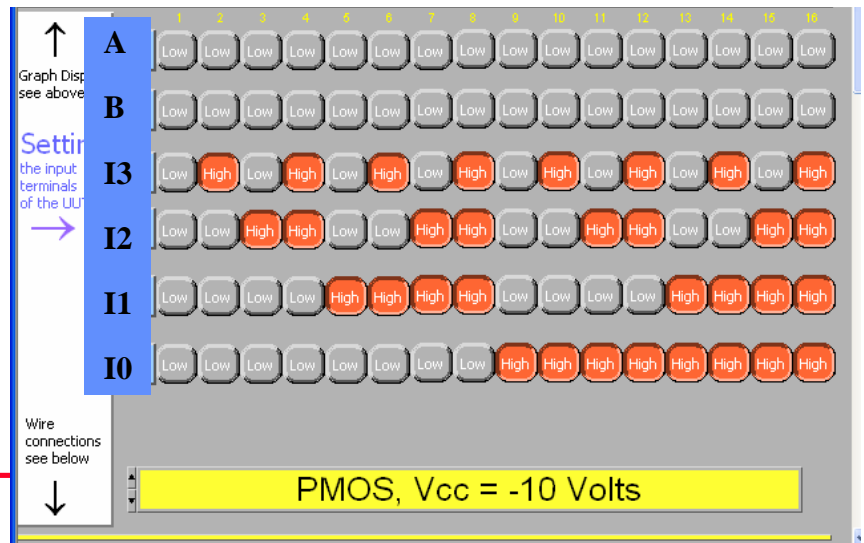 1 2 3 4 5 6 7 8 9 10 11 12 13 14 15 16
A Low Low Low Low Low Low Low Low Low Low Low Low Low Low Low Low
Graph
see above
B Low Low Low Low Low Low Low Low Low Low Low Low Low Low Low Low
the input
terminals
of the
I3 Low High Low High Low High Low High Low High Low High Low High Low High
I2 Low Low High High Low Low High High Low Low High High Low Low High High
I1 Low Low Low Low High High High High Low Low Low Low High High High High
I0 Low Low Low Low Low Low Low Low High High High High High High High High
Wire
connections
see below
PMOS, Vcc = -10 Volts